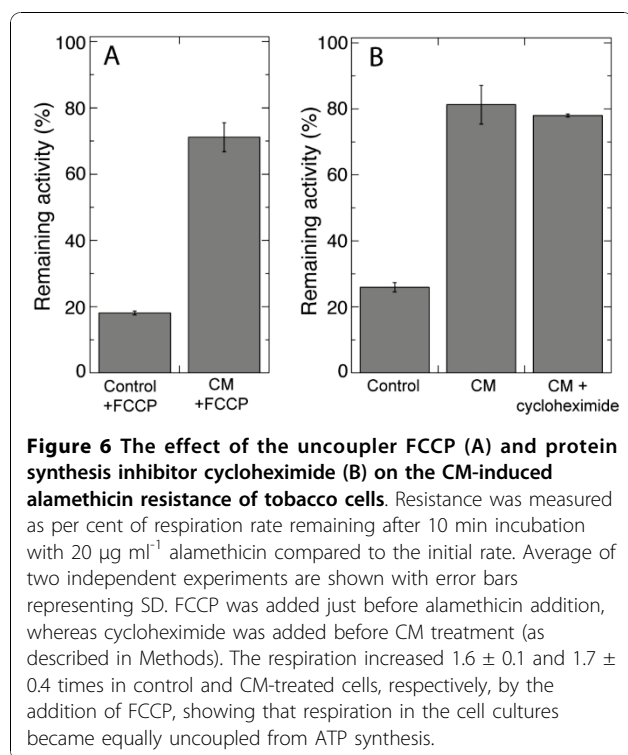 A
Remaining activity (%)
100
80
60
40
20
0
Control
+FCCP
CM
+FCCP
B
Remaining activity (%)
100
80
60
40
20
0
Control
CM
CM +
cycloheximide
Figure 6 The effect of the uncoupler FCCP (A) and protein
synthesis inhibitor cycloheximide (B) on the CM-induced
alamethicin resistance of tobacco cells. Resistance was measured
as per cent of respiration rate remaining after 10 min incubation
with 20 μg ml⁻¹ alamethicin compared to the initial rate. Average of
two independent experiments are shown with error bars
representing SD. FCCP was added just before alamethicin addition,
whereas cycloheximide was added before CM treatment (as
described in Methods). The respiration increased 1.6 ± 0.1 and 1.7 ±
0.4 times in control and CM-treated cells, respectively, by the
addition of FCCP, showing that respiration in the cell cultures
became equally uncoupled from ATP synthesis.